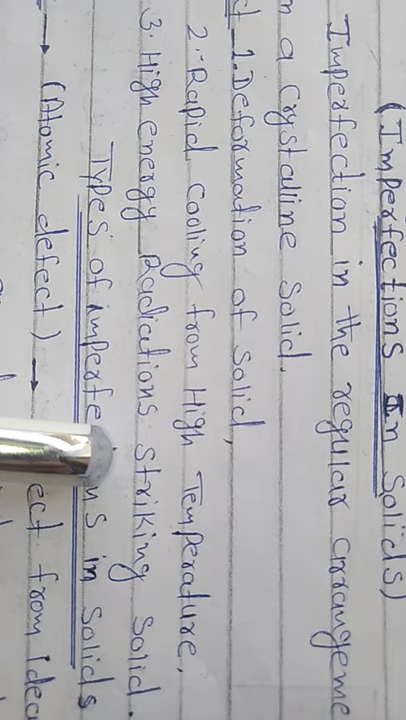 (Imperfections In Solids)
Imperfection in the regular arrangeme
n a crystalline Solid.
ct 1. Deformation of Solid,
2. Rapid Cooling from High Temperature,
3. High energy Radiations Striking Solid.
Types of imperfe ns in Solids
→ (Atomic defect) → ect from Idea